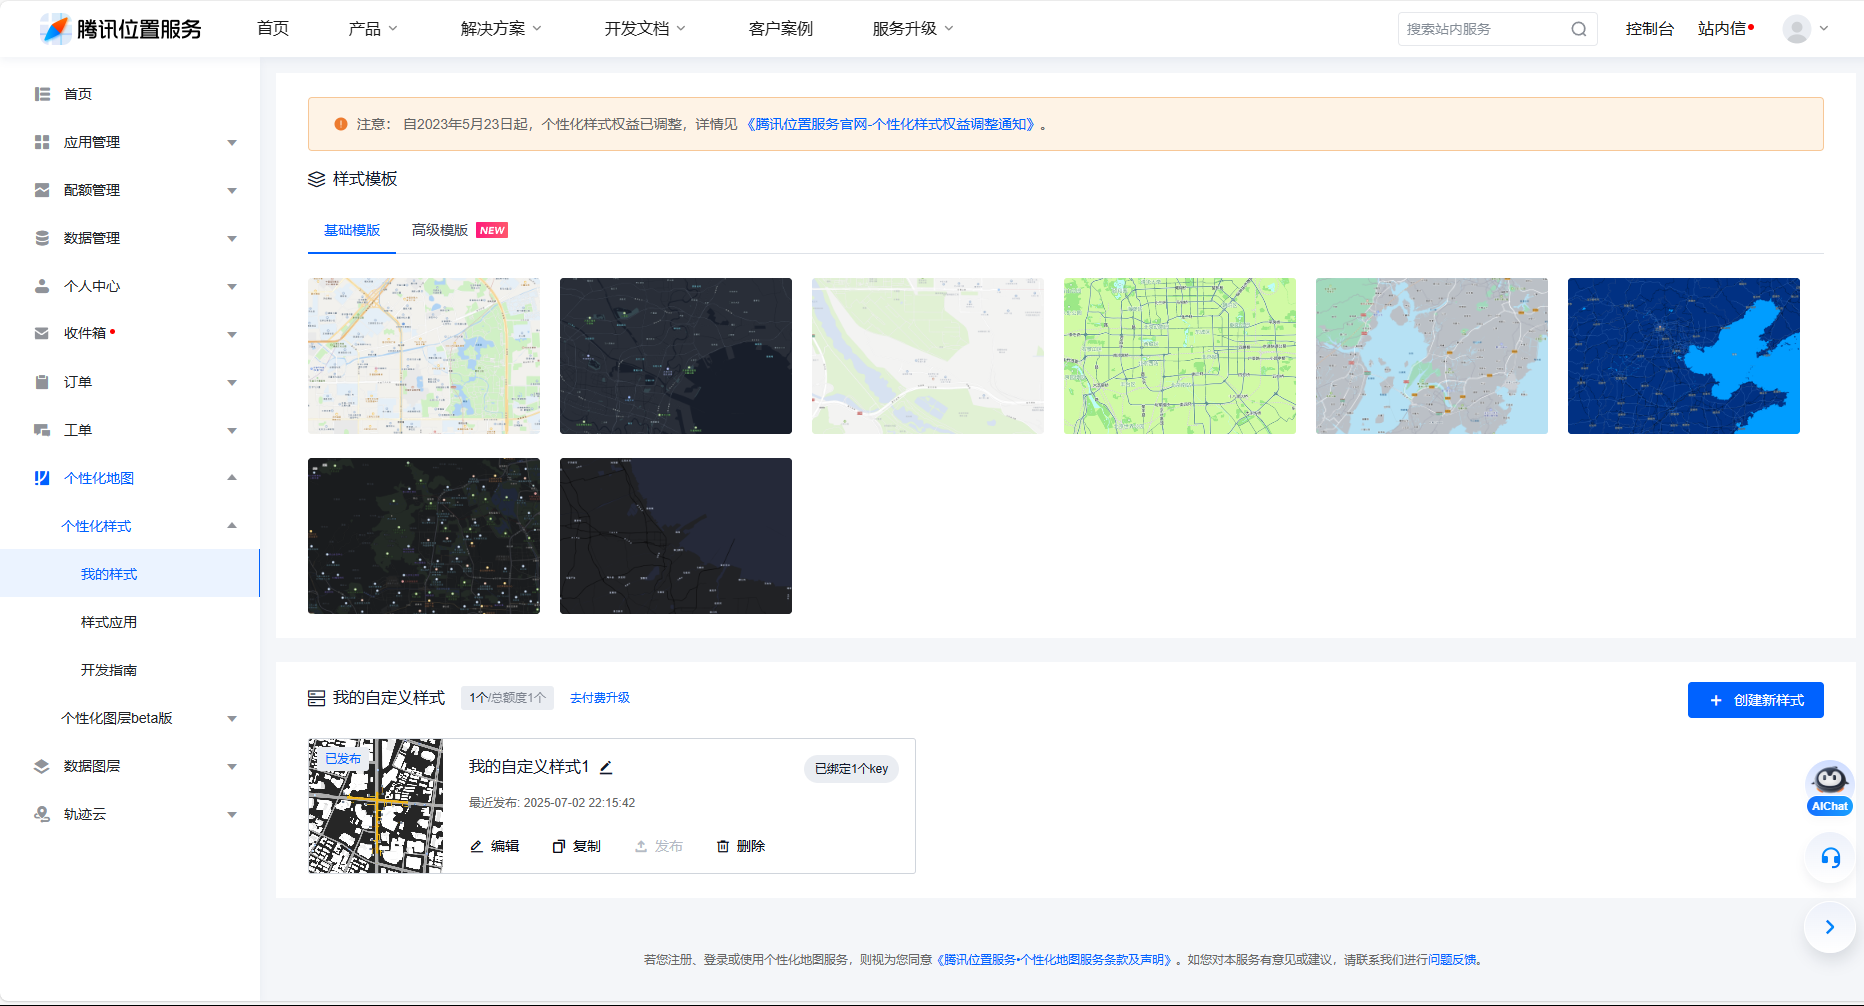 腾讯位置服务
首页
产品
解决方案
开发文档
客户案例
服务升级
搜索站内服务
控制台
站内信
首页
应用管理
配额管理
数据管理
个人中心
收件箱
订单
工单
个性化地图
个性化样式
我的样式
样式应用
开发指南
个性化图层beta版
数据图层
轨迹云
注意： 自2023年5月23日起，个性化样式权益已调整，详情见《腾讯位置服务官网-个性化样式权益调整通知》。
样式模板
基础模版
高级模版 NEW
我的自定义样式 1个/总额度1个 去付费升级
创建新样式
已发布
我的自定义样式1
已绑定1个key
最近发布: 2025-07-02 22:15:42
编辑 复制 发布 删除
AIChat
若您注册、登录或使用个性化地图服务，则视为您同意《腾讯位置服务•个性化地图服务条款及声明》。如您对本服务有意见或建议，请联系我们进行问题反馈。